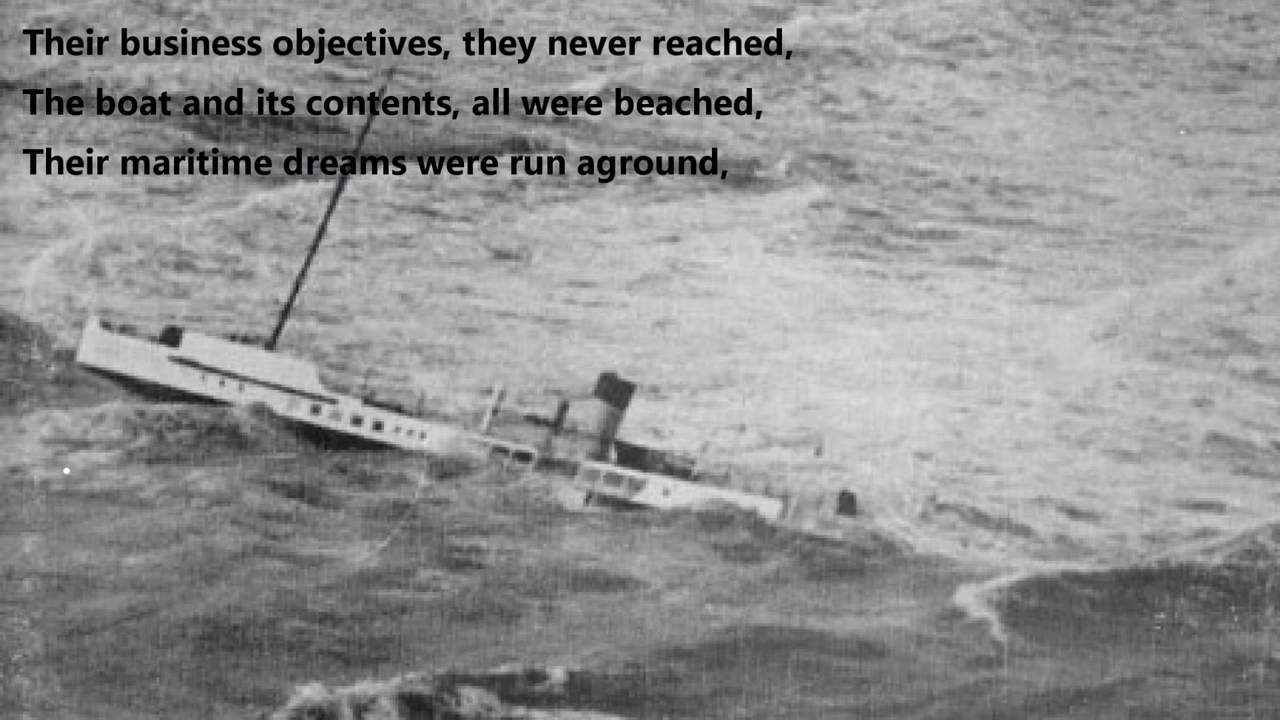 Their business objectives, they never reached,
The boat and its contents, all were beached,
Their maritime dreams were run aground,